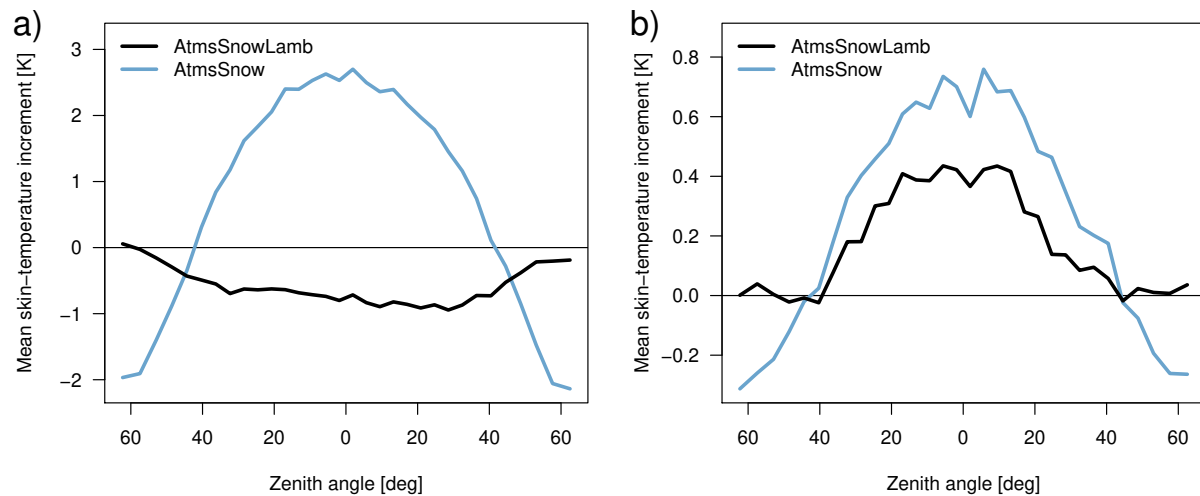 a)
AtmsSnowLamb
AtmsSnow
Mean skin−temperature increment [K]
3
2
1
0
−1
−2
60
40
20
0
20
40
60
Zenith angle [deg]
b)
AtmsSnowLamb
AtmsSnow
Mean skin−temperature increment [K]
0.8
0.6
0.4
0.2
0.0
−0.2
60
40
20
0
20
40
60
Zenith angle [deg]